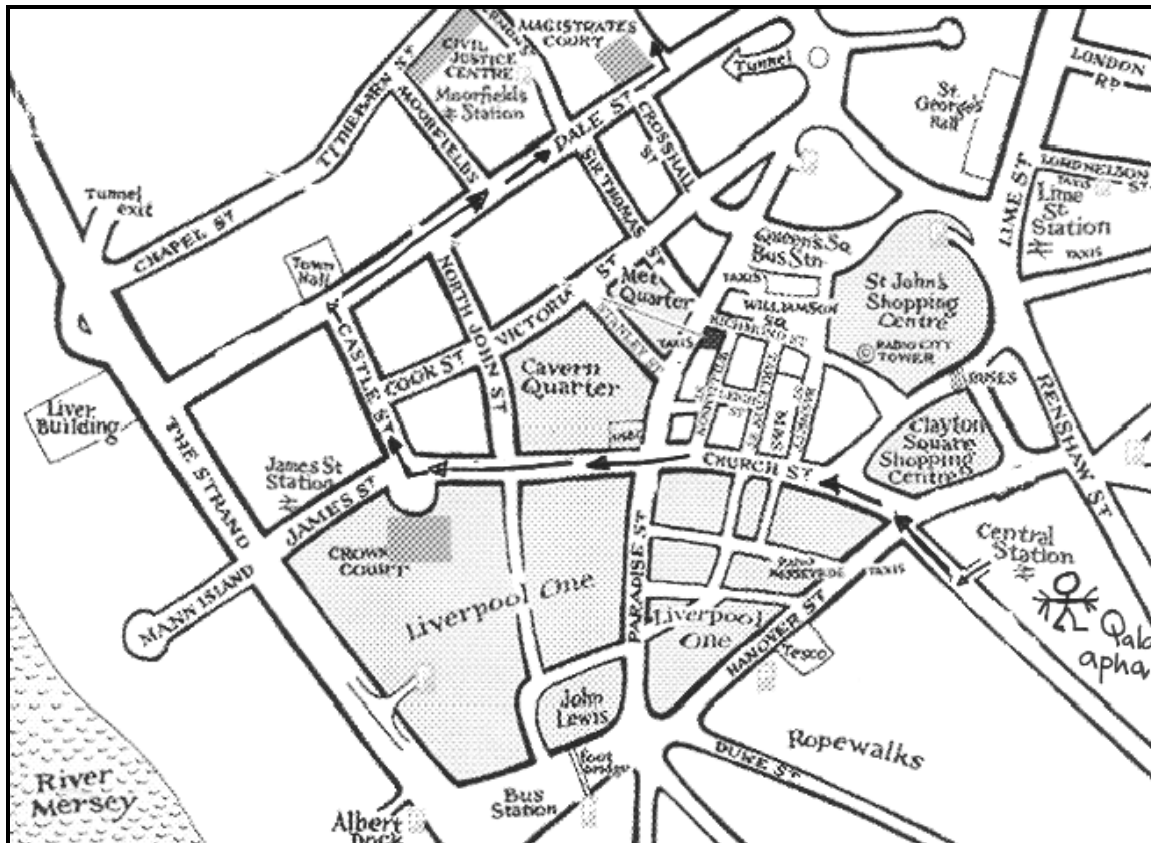 MAGISTRATES
COURT
CIVIL
JUSTICE
CENTRE
Moorfields
Station
TITHEBARN ST
MOORFIELDS
DALE ST
CROSSHALL
ST
SIR THOMAS ST
Tunnel
St
George's
Hall
LONDON
RD
LORD NELSON
ST
TAXIS
Lime
St
Station
TAXIS
LIME ST
Tunnel
exit
CHAPEL ST
Town
Hall
NORTH JOHN ST
VICTORIA ST
Met
Quarter
Queen's Sq
Bus Stn
TAXIS
WILLIAMSON
SQ
RICHMOND ST
St John's
Shopping
Centre
© RADIO CITY
TOWER
STANLEY ST
TAXIS
CASTLE ST
COOK ST
Cavern
Quarter
BUSES
RENSHAW ST
Liver
Building
THE STRAND
James St
Station
JAMES ST
CHURCH ST
Clayton
Square
Shopping
Centre
CROWN
COURT
Liverpool One
PARADISE ST
TAXIS
Central
Station
MANN ISLAND
Liverpool
One
HANOVER ST
Tesco
Qala
apha
John
Lewis
foot
bridge
Ropewalks
DUKE ST
River
Mersey
Bus
Station
Albert
Dock